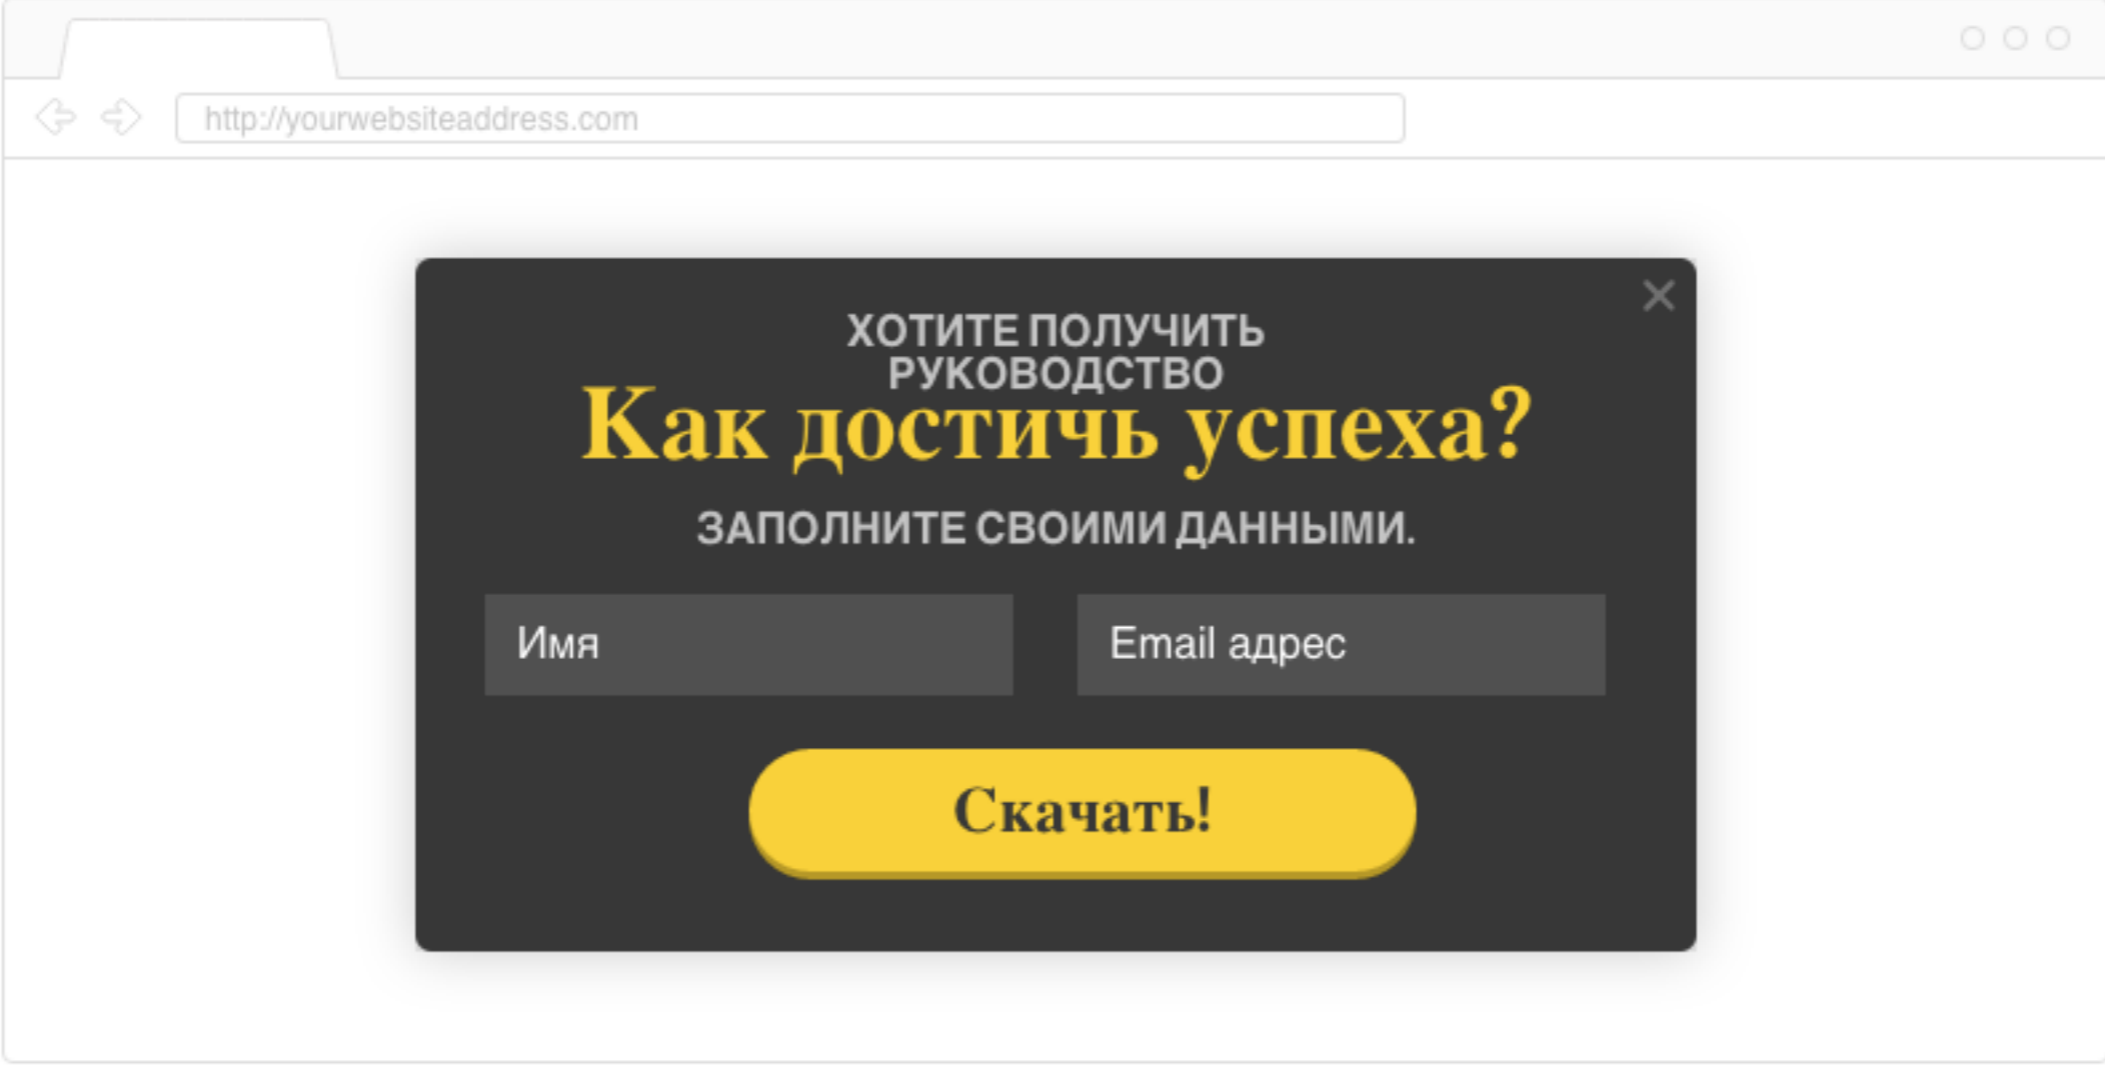 http://yourwebsiteaddress.com
ХОТИТЕ ПОЛУЧИТЬ
РУКОВОДСТВО
Как достичь успеха?
ЗАПОЛНИТЕ СВОИМИ ДАННЫМИ.
Имя
Email адрес
Скачать!